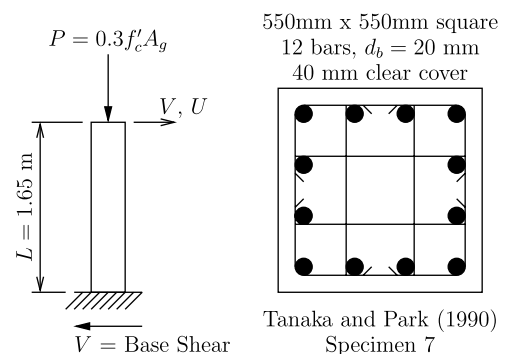 P = 0.3f′cAg
V, U
L = 1.65 m
V = Base Shear
550mm x 550mm square
12 bars, db = 20 mm
40 mm clear cover
Tanaka and Park (1990)
Specimen 7